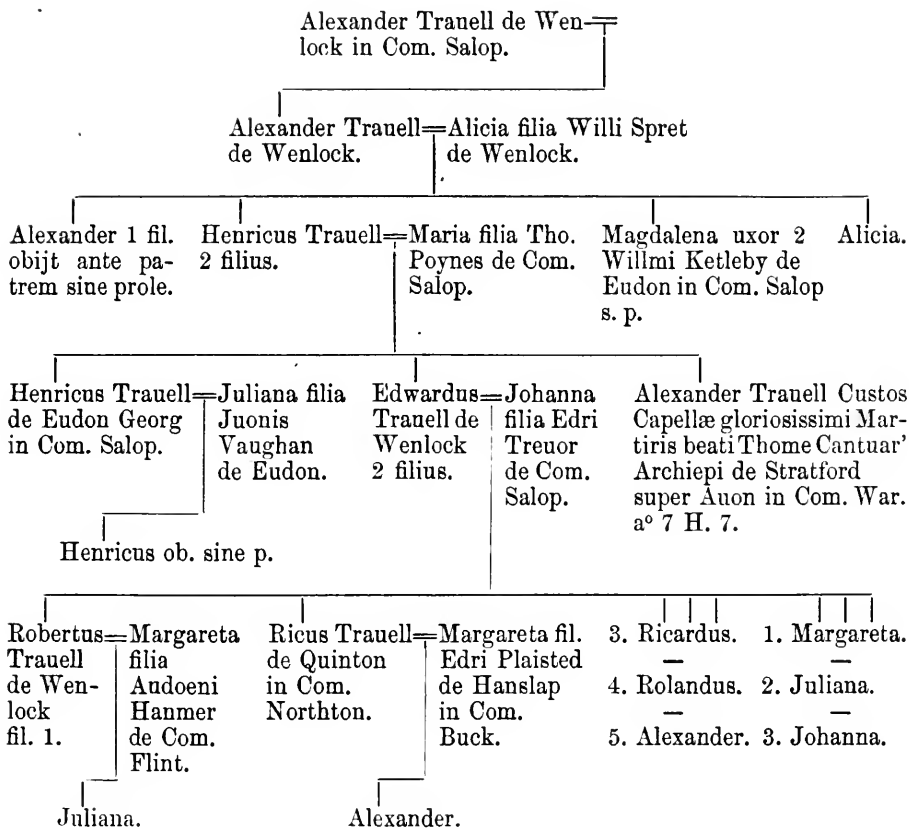 Alexander Trauell de Wen-
lock in Com. Salop.
Alexander Trauell
de Wenlock.
Alicia filia Willi Spret
de Wenlock.
Alexander 1 fil.
obijt ante pa-
trem sine prole.
Henricus Trauell
2 filius.
Maria filia Tho.
Poynes de Com.
Salop.
Magdalena uxor 2
Willmi Ketleby de
Eudon in Com. Salop
s. p.
Alicia.
Henricus Trauell
de Eudon Georg
in Com. Salop.
Juliana filia
Juonis
Vaughan
de Eudon.
Edwardus
Trauell de
Wenlock
2 filius.
Johanna
filia Edri
Treuor
de Com.
Salop.
Alexander Trauell Custos
Capellæ gloriosissimi Mar-
tiris beati Thome Cantuar'
Archiepi de Stratford
super Auon in Com. War.
aº 7 H. 7.
Henricus ob. sine p.
Robertus
Trauell
de Wen-
lock
fil. 1.
Margareta
filia
Audoeni
Hanmer
de Com.
Flint.
Ricus Trauell
de Quinton
in Com.
Northton.
Margareta fil.
Edri Plaisted
de Hanslap
in Com.
Buck.
3. Ricardus.
4. Rolandus.
5. Alexander.
1. Margareta.
2. Juliana.
3. Johanna.
Juliana.
Alexander.